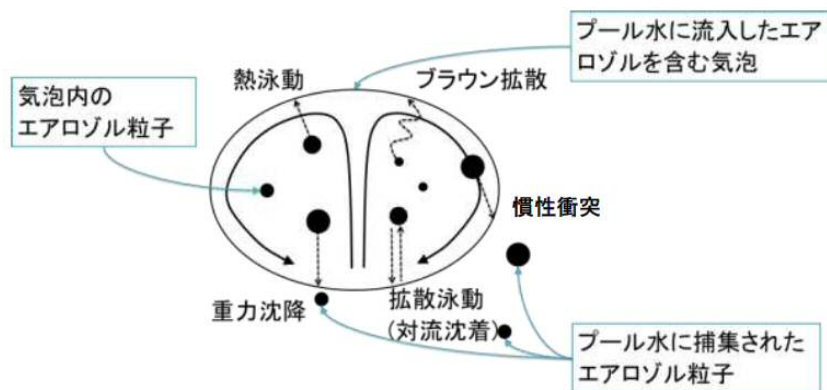 プール水に流入したエア
ロゾルを含む気泡
熱泳動
ブラウン拡散
気泡内の
エアロゾル粒子
慣性衝突
重力沈降
拡散泳動
(対流沈着)
プール水に捕集された
エアロゾル粒子